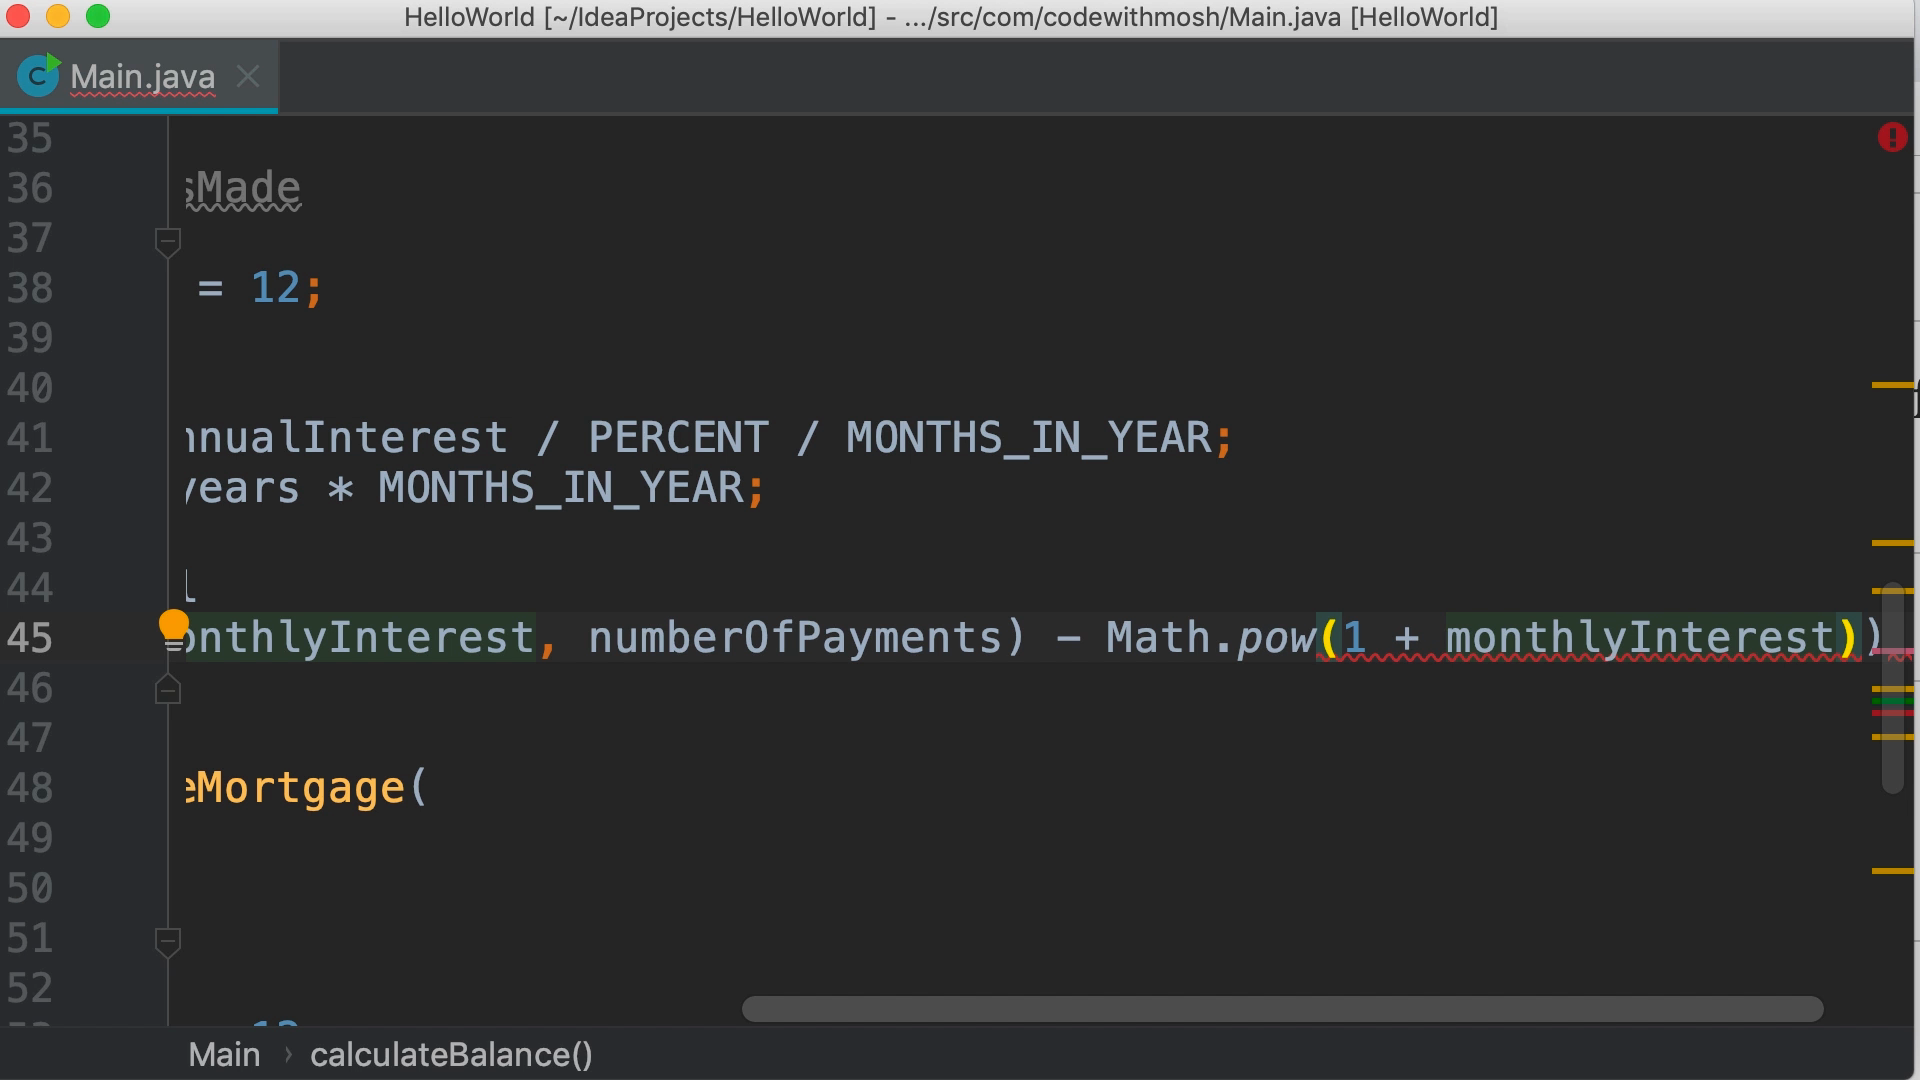 HelloWorld [~/IdeaProjects/HelloWorld] - .../src/com/codewithmosh/Main.java [HelloWorld]
C Main.java
35
36 sMade
37
38 = 12;
39
40
41 nnualInterest / PERCENT / MONTHS_IN_YEAR;
42 years * MONTHS_IN_YEAR;
43
44 l
45 onthlyInterest, numberOfPayments) - Math.pow(1 + monthlyInterest))
46
47
48 eMortgage(
49
50
51
52
Main › calculateBalance()